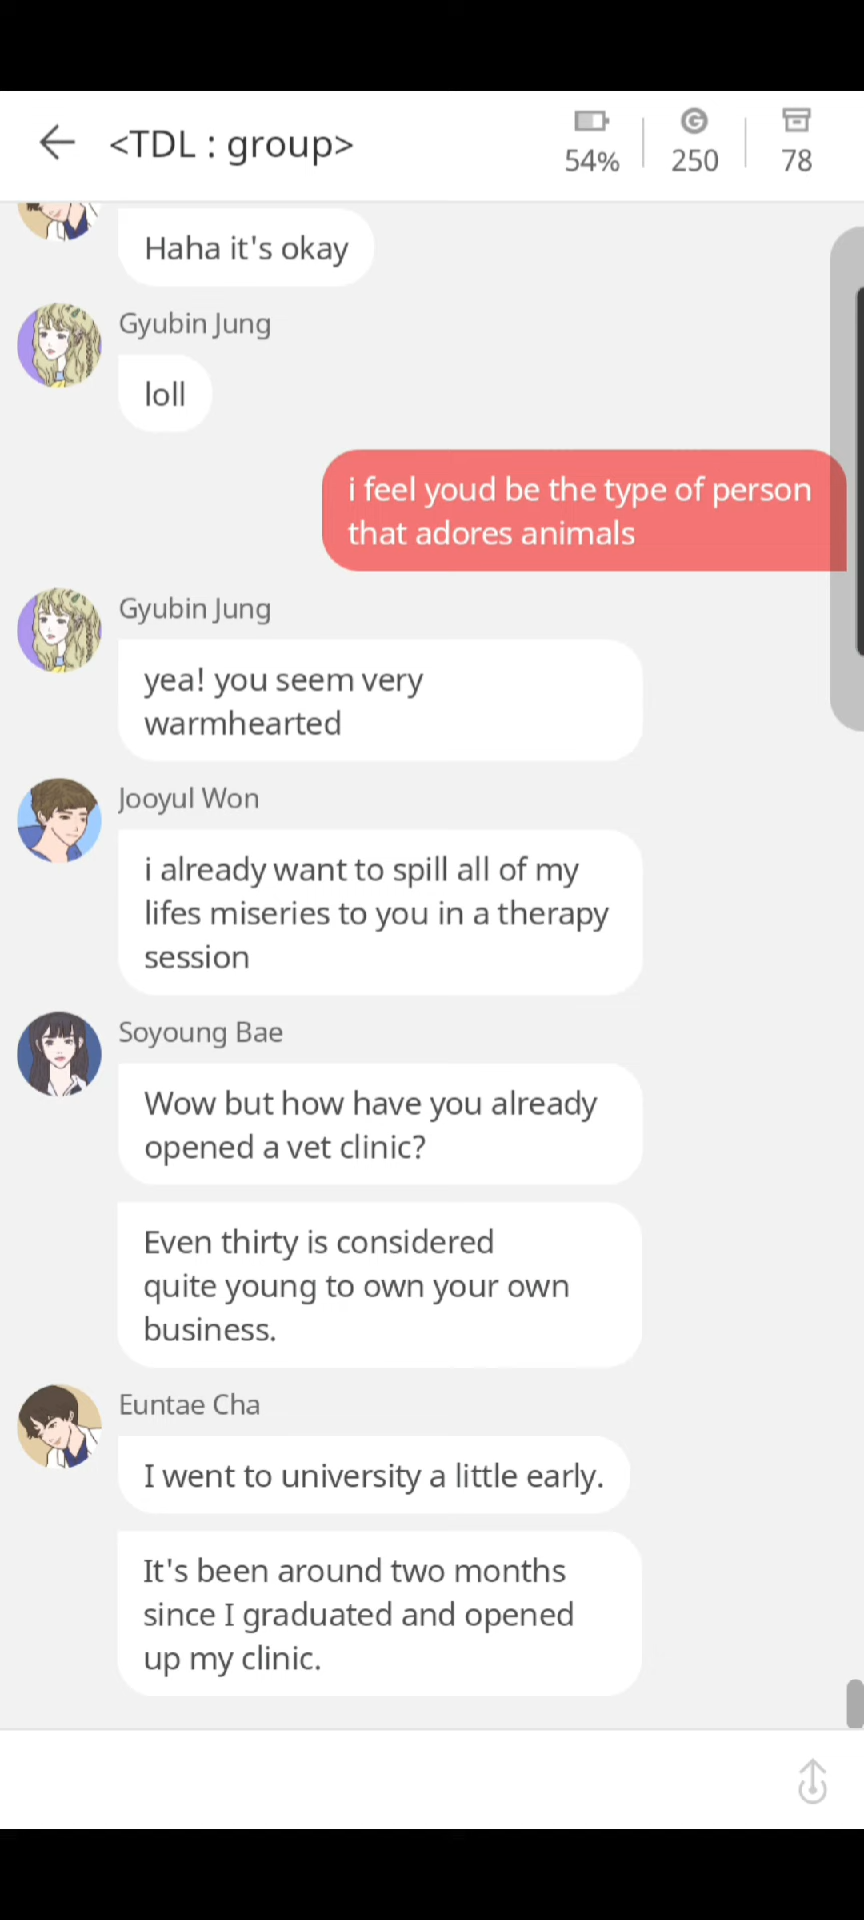 <TDL : group>
54%
250
78
Haha it's okay
Gyubin Jung
loll
i feel youd be the type of person
that adores animals
Gyubin Jung
yea! you seem very
warmhearted
Jooyul Won
i already want to spill all of my
lifes miseries to you in a therapy
session
Soyoung Bae
Wow but how have you already
opened a vet clinic?
Even thirty is considered
quite young to own your own
business.
Euntae Cha
I went to university a little early.
It's been around two months
since I graduated and opened
up my clinic.